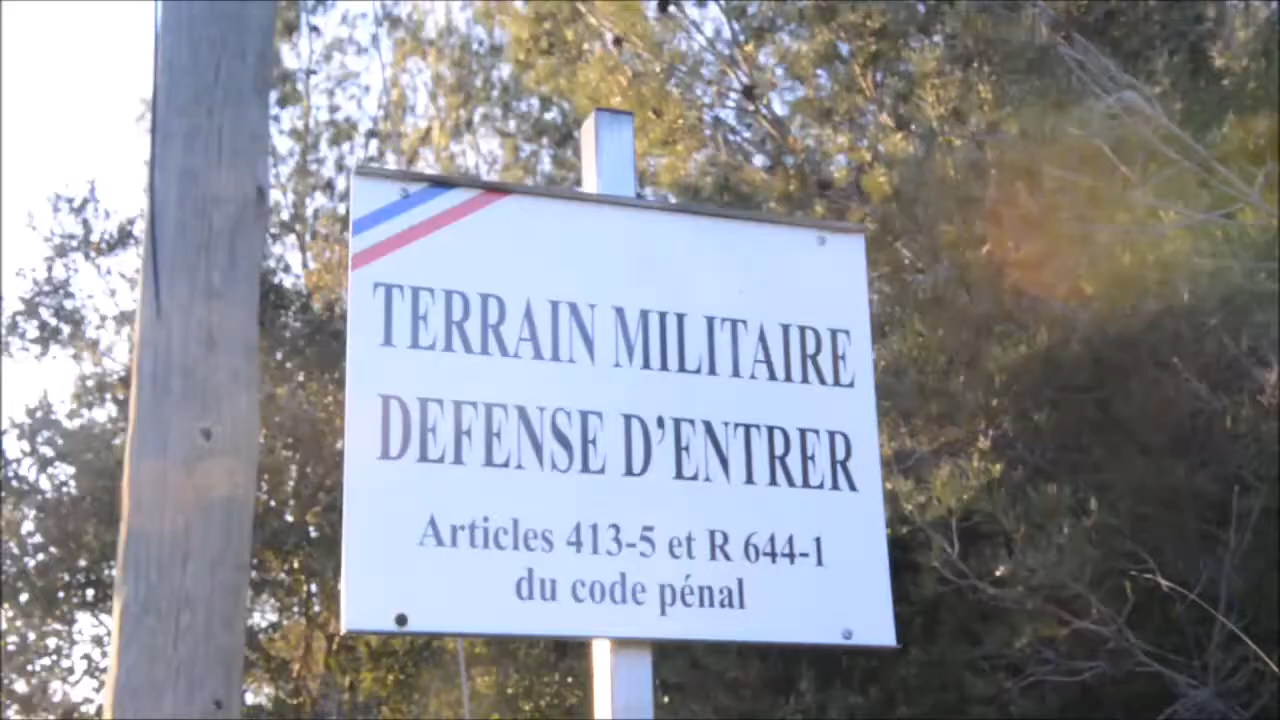 TERRAIN MILITAIRE
DEFENSE D'ENTRER
Articles 413-5 et R 644-1
du code pénal